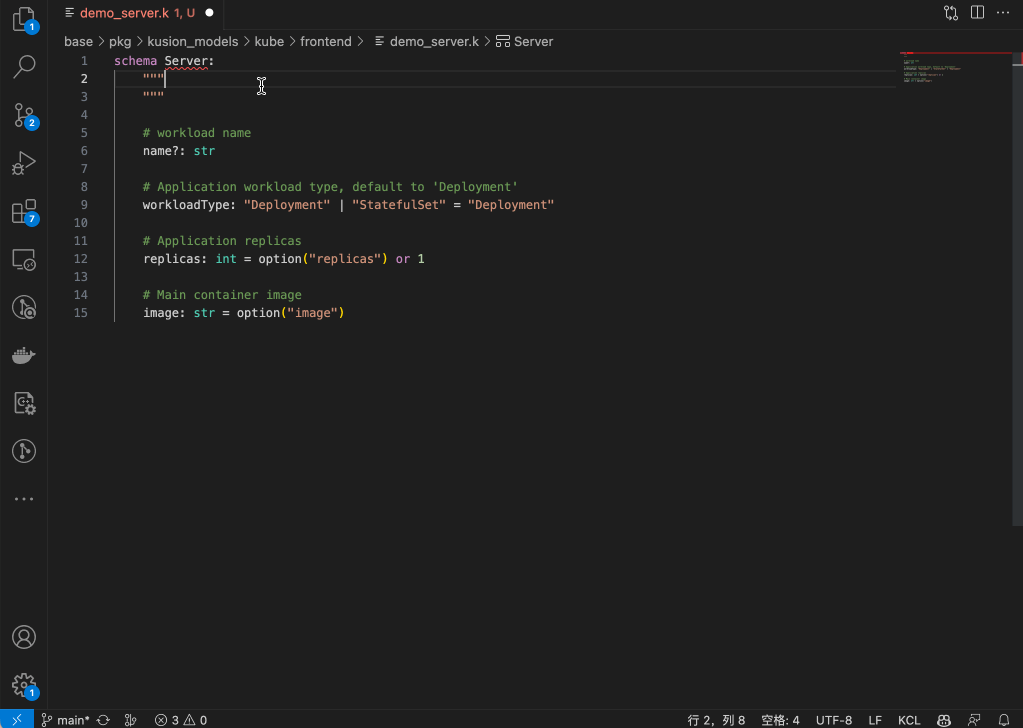 demo_server.k 1, U
base > pkg > kusion_models > kube > frontend > demo_server.k > Server
1 schema Server:
2 """
3 """
4
5 # workload name
6 name?: str
7
8 # Application workload type, default to 'Deployment'
9 workloadType: "Deployment" | "StatefulSet" = "Deployment"
10
11 # Application replicas
12 replicas: int = option("replicas") or 1
13
14 # Main container image
15 image: str = option("image")
1
2
7
1
main* 3 0 行 2，列 8 空格: 4 UTF-8 LF KCL